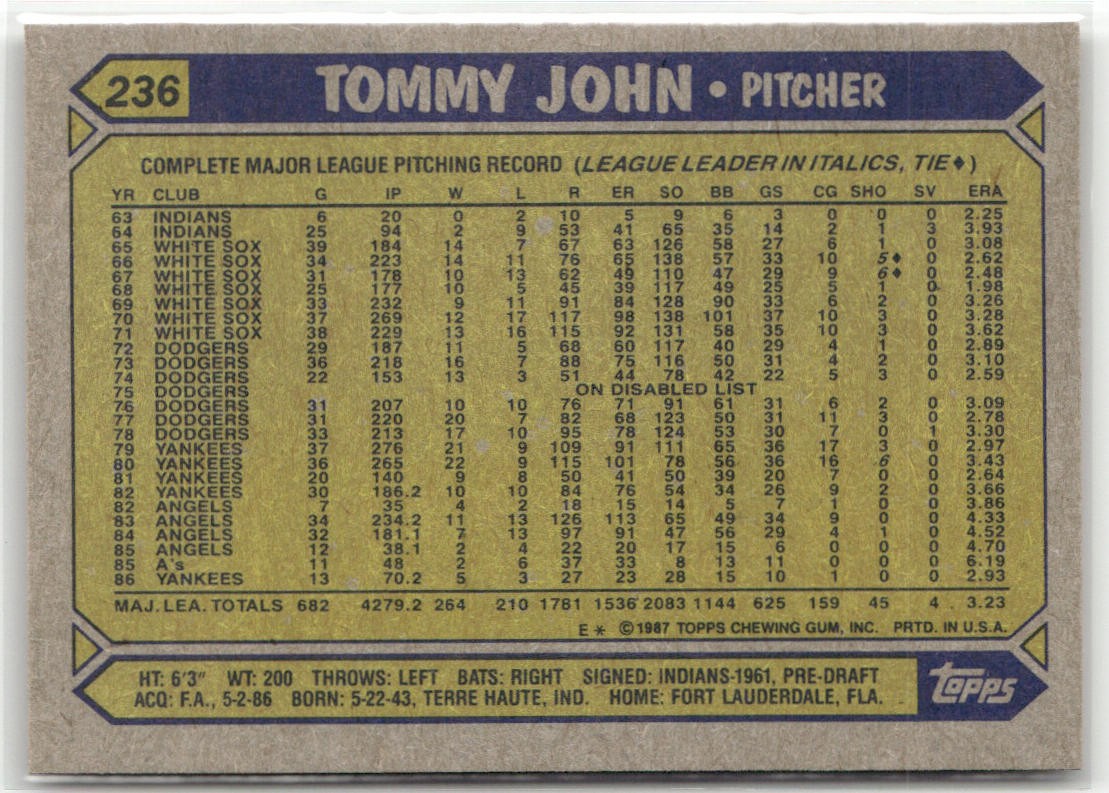 236 TOMMY JOHN • PITCHER
COMPLETE MAJOR LEAGUE PITCHING RECORD (LEAGUE LEADER IN ITALICS, TIE♦)
YR CLUB G IP W L R ER SO BB GS CG SHO SV ERA
63 INDIANS 6 20 0 2 10 5 9 6 3 0 0 0 2.25
64 INDIANS 25 94 2 9 53 41 65 35 14 2 1 3 3.93
65 WHITE SOX 39 184 14 7 67 63 126 58 27 6 1 0 3.08
66 WHITE SOX 34 223 14 11 76 65 138 57 33 10 5♦ 0 2.62
67 WHITE SOX 31 178 10 13 62 49 110 47 29 9 6♦ 0 2.48
68 WHITE SOX 25 177 10 5 45 39 117 49 25 5 1 0 1.98
69 WHITE SOX 33 232 9 11 91 84 128 90 33 6 2 0 3.26
70 WHITE SOX 37 269 12 17 117 98 138 101 37 10 3 0 3.28
71 WHITE SOX 38 229 13 16 115 92 131 58 35 10 3 0 3.62
72 DODGERS 29 187 11 5 68 60 117 40 29 4 1 0 2.89
73 DODGERS 36 218 16 7 88 75 116 50 31 4 2 0 3.10
74 DODGERS 22 153 13 3 51 44 78 42 22 5 3 0 2.59
75 DODGERS ON DISABLED LIST
76 DODGERS 31 207 10 10 76 71 91 61 31 6 2 0 3.09
77 DODGERS 31 220 20 7 82 68 123 50 31 11 3 0 2.78
78 DODGERS 33 213 17 10 95 78 124 53 30 7 0 1 3.30
79 YANKEES 37 276 21 9 109 91 111 65 36 17 3 0 2.97
80 YANKEES 36 265 22 9 115 101 78 56 36 16 6 0 3.43
81 YANKEES 20 140 9 8 50 41 50 39 20 7 0 0 2.64
82 YANKEES 30 186.2 10 10 84 76 54 34 26 9 2 0 3.66
82 ANGELS 7 35 4 2 18 15 14 5 7 1 0 0 3.86
83 ANGELS 34 234.2 11 13 126 113 65 49 34 9 0 0 4.33
84 ANGELS 32 181.1 7 13 97 91 47 56 29 4 1 0 4.52
85 ANGELS 12 38.1 2 4 22 20 17 15 6 0 0 0 4.70
85 A's 11 48 2 6 37 33 8 13 11 0 0 0 6.19
86 YANKEES 13 70.2 5 3 27 23 28 15 10 1 0 0 2.93
MAJ. LEA. TOTALS 682 4279.2 264 210 1781 1536 2083 1144 625 159 45 4 3.23
E * ©1987 TOPPS CHEWING GUM, INC. PRTD. IN U.S.A.
HT: 6'3" WT: 200 THROWS: LEFT BATS: RIGHT SIGNED: INDIANS-1961, PRE-DRAFT
ACQ: F.A., 5-2-86 BORN: 5-22-43, TERRE HAUTE, IND. HOME: FORT LAUDERDALE, FLA.
Topps